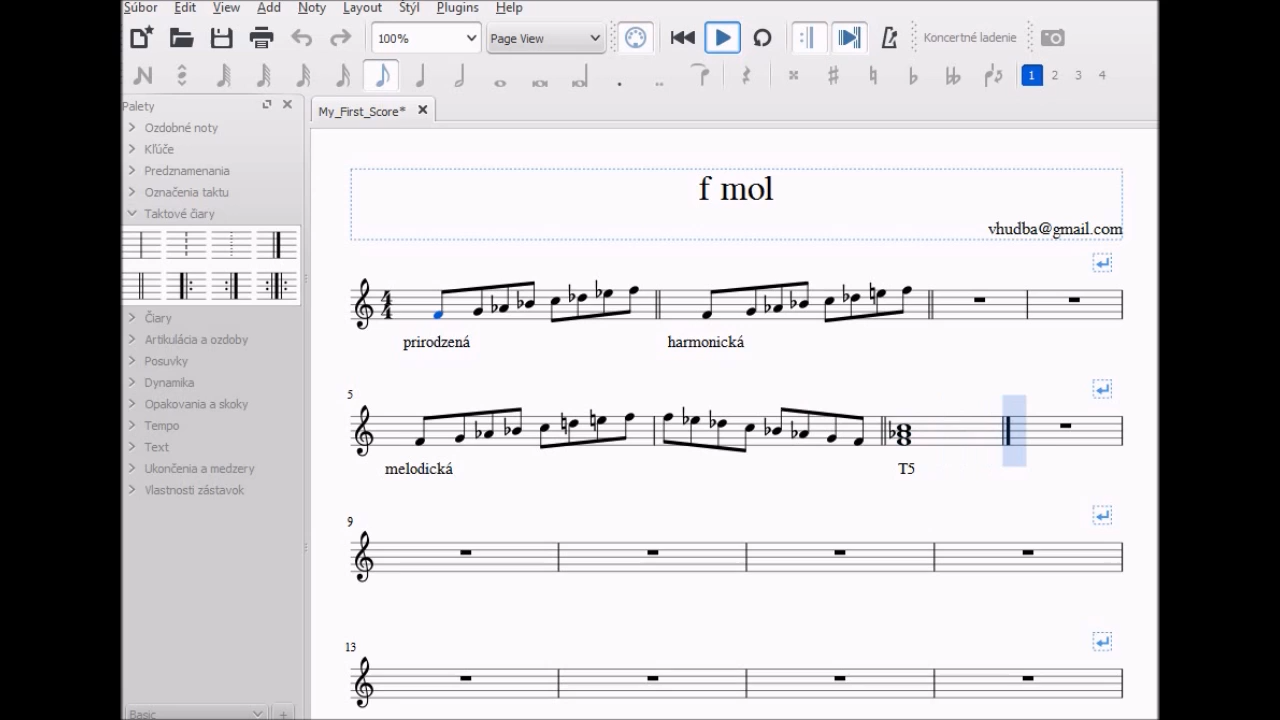 Súbor Edit View Add Noty Layout Štýl Plugins Help
100% Page View Koncertné ladenie
1 2 3 4
Palety
My_First_Score*
Ozdobné noty
Kľúče
Predznamenania
Označenia taktu
Taktové čiary
Čiary
Artikulácia a ozdoby
Posuvky
Dynamika
Opakovania a skoky
Tempo
Text
Ukončenia a medzery
Vlastnosti zástavok
Basic
f mol
vhudba@gmail.com
prirodzená harmonická
5
melodická T5
9
13